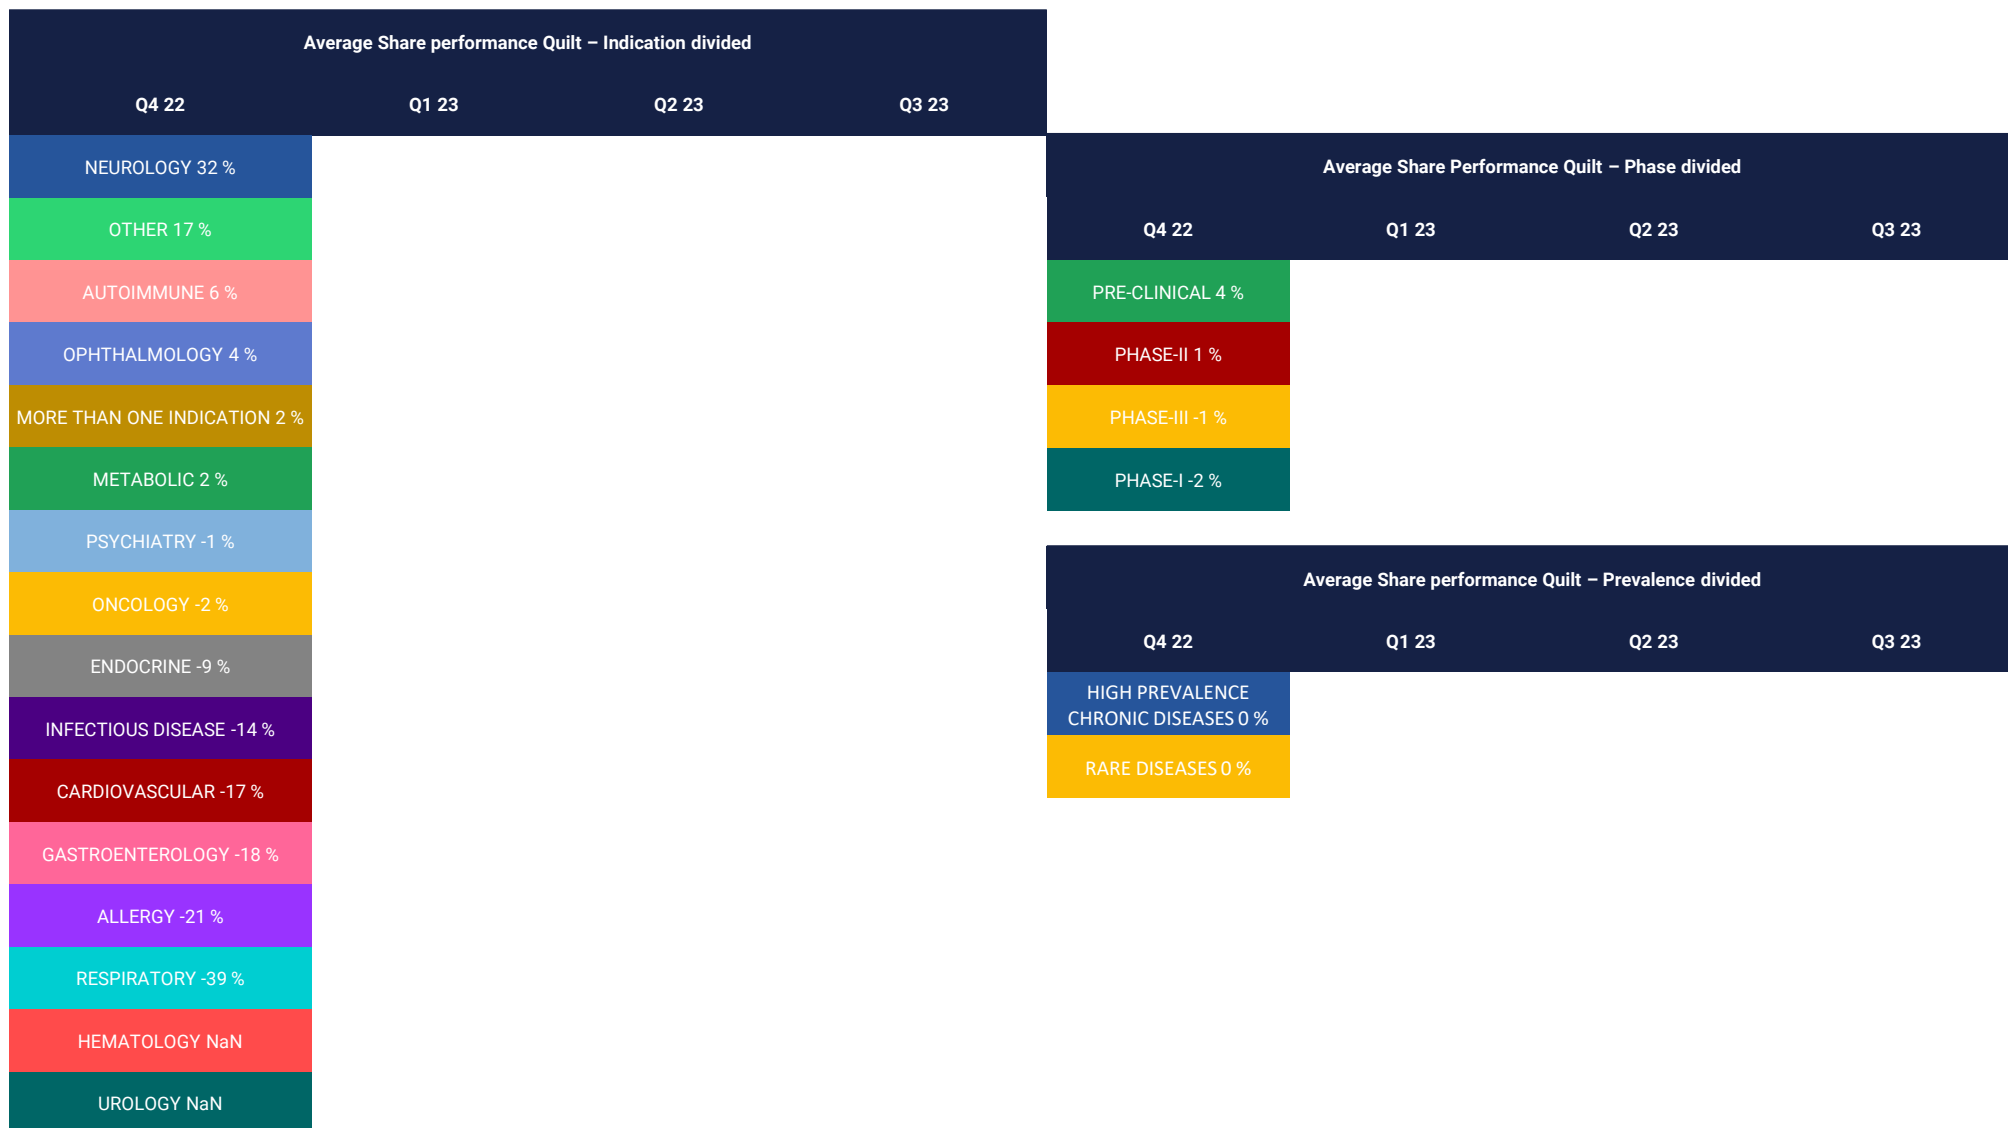 Average Share performance Quilt – Indication divided
Q4 22 Q1 23 Q2 23 Q3 23
NEUROLOGY 32 %
OTHER 17 %
AUTOIMMUNE 6 %
OPHTHALMOLOGY 4 %
MORE THAN ONE INDICATION 2 %
METABOLIC 2 %
PSYCHIATRY -1 %
ONCOLOGY -2 %
ENDOCRINE -9 %
INFECTIOUS DISEASE -14 %
CARDIOVASCULAR -17 %
GASTROENTEROLOGY -18 %
ALLERGY -21 %
RESPIRATORY -39 %
HEMATOLOGY NaN
UROLOGY NaN
Average Share Performance Quilt – Phase divided
Q4 22 Q1 23 Q2 23 Q3 23
PRE-CLINICAL 4 %
PHASE-II 1 %
PHASE-III -1 %
PHASE-I -2 %
Average Share performance Quilt – Prevalence divided
Q4 22 Q1 23 Q2 23 Q3 23
HIGH PREVALENCE
CHRONIC DISEASES 0 %
RARE DISEASES 0 %